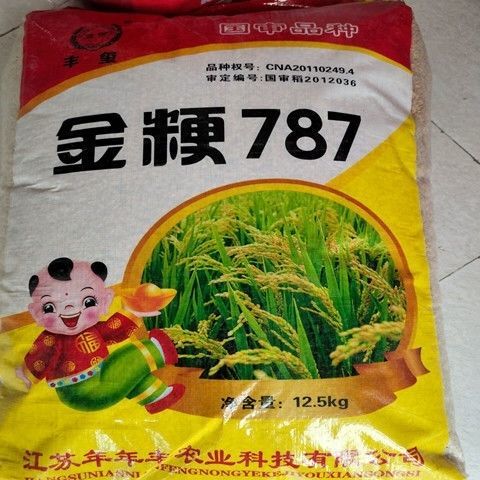 国审品种
品种权号：CNA20110249.4
审定编号:国审稻2012036
金粳787
福
净含量：12.5kg
江苏年年丰农业科技有限公司
JIANGSUNIANNI FENGNONGYEKEJIYOUXIANGONGSI